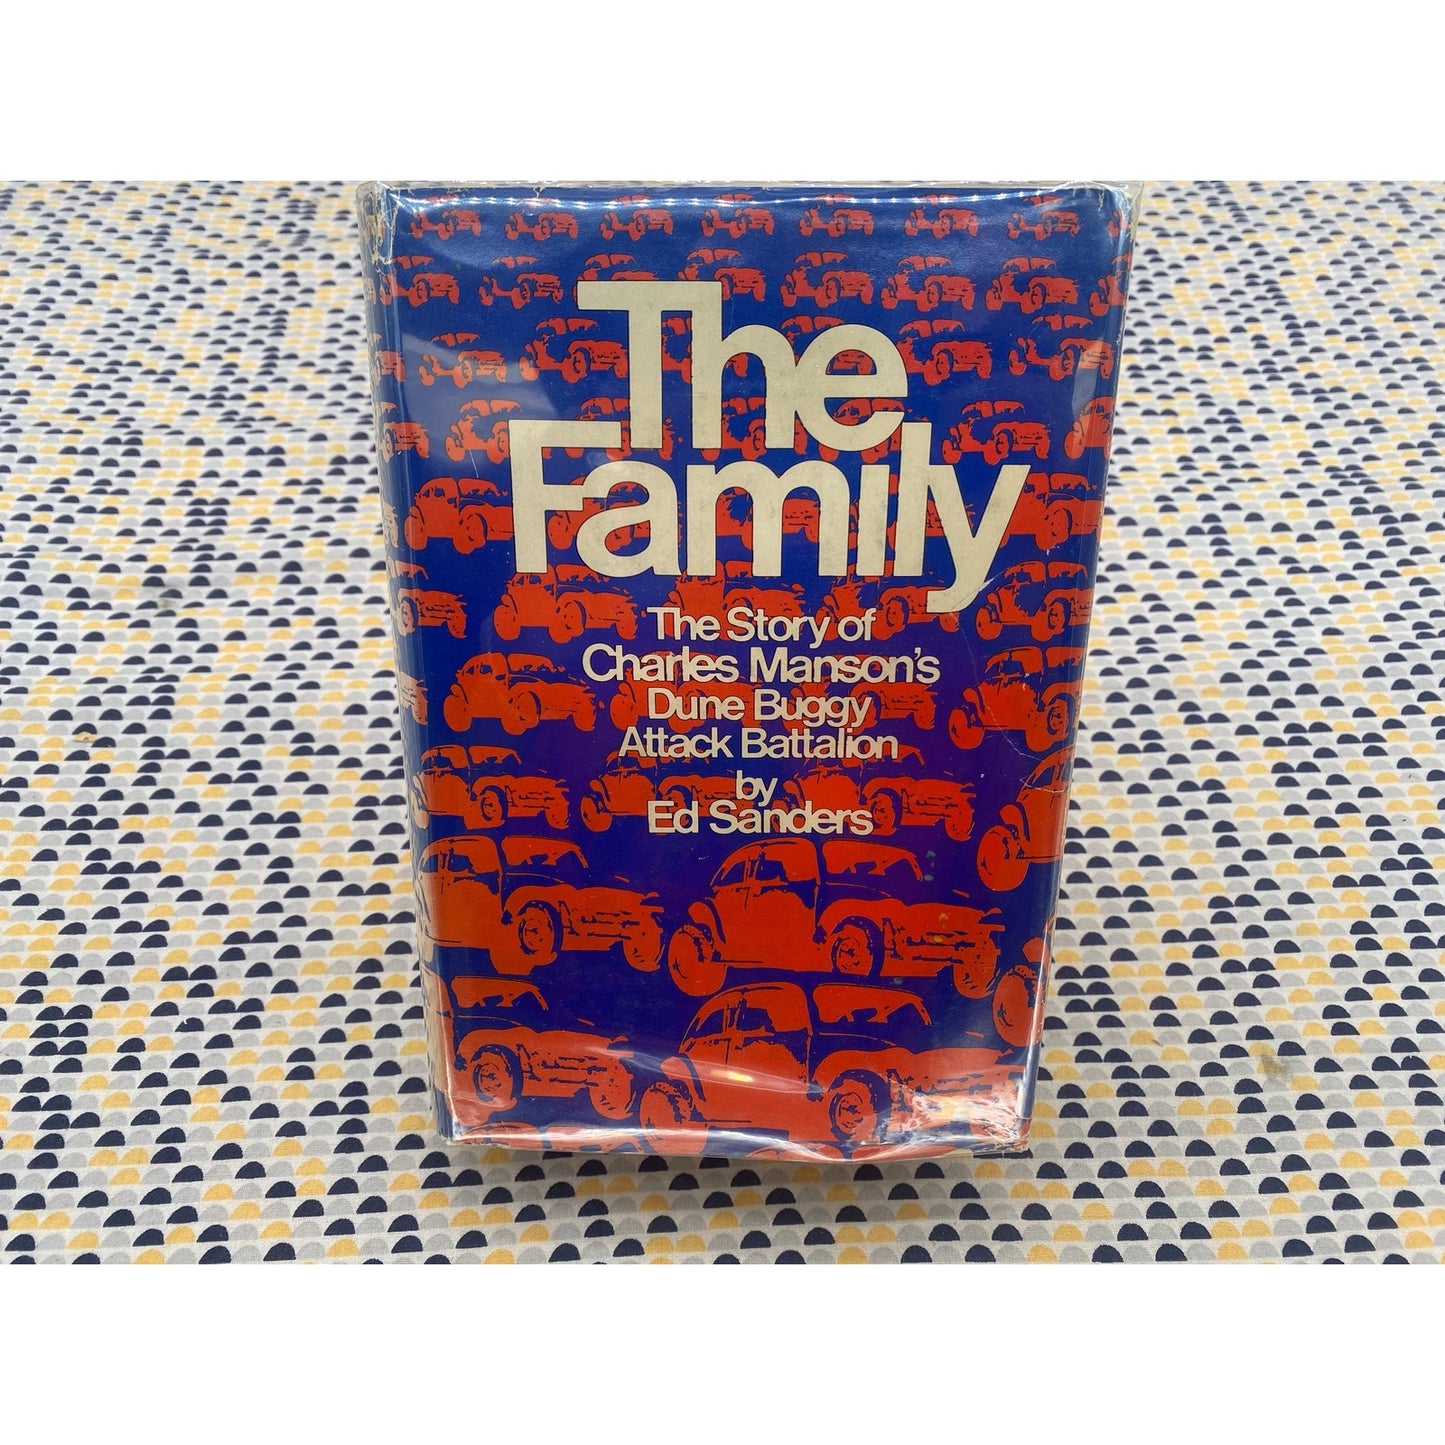 The
Family
The Story of
Charles Manson's
Dune Buggy
Attack Battalion
by
Ed Sanders